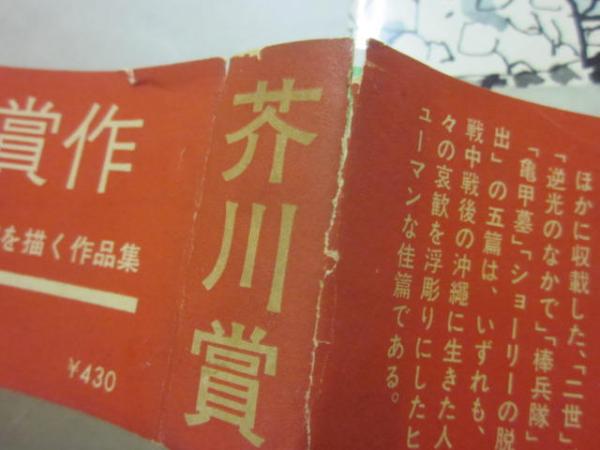 ほかに収載した、「二世」
「逆光のなかで」「棒兵隊」
「亀甲墓」「ショーリーの脱
出」の五篇は、いずれも、
戦中戦後の沖縄に生きた人
々の哀歓を浮彫りにしたヒ
ューマンな佳篇である。
芥川賞
賞作
を描く作品集
¥430